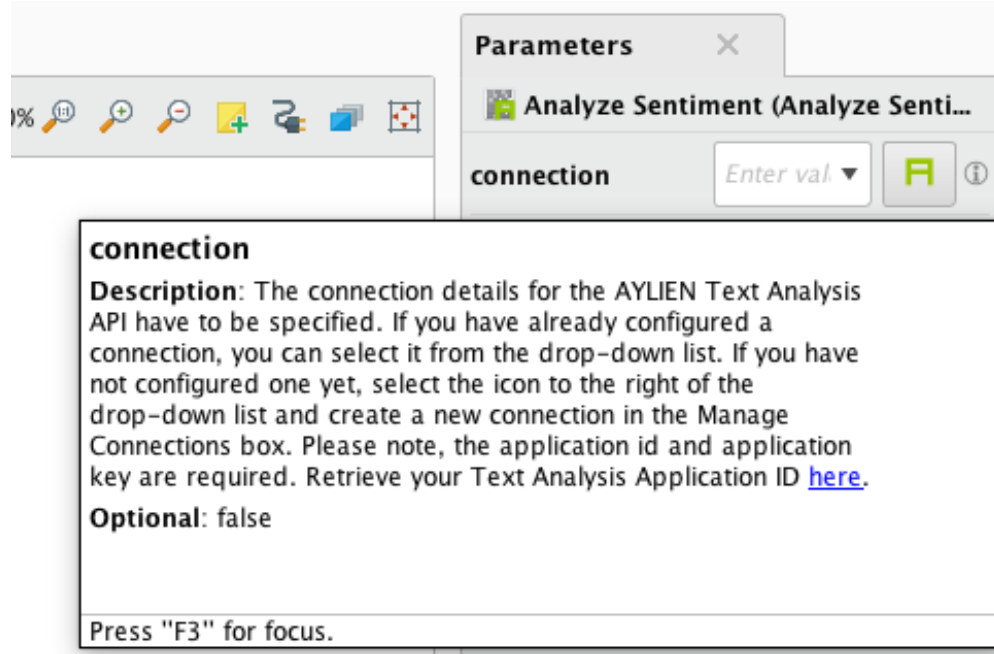 Parameters
% 
Analyze Sentiment (Analyze Senti...
connection
Enter val
connection
Description: The connection details for the AYLIEN Text Analysis
API have to be specified. If you have already configured a
connection, you can select it from the drop-down list. If you have
not configured one yet, select the icon to the right of the
drop-down list and create a new connection in the Manage
Connections box. Please note, the application id and application
key are required. Retrieve your Text Analysis Application ID here.
Optional: false
Press "F3" for focus.